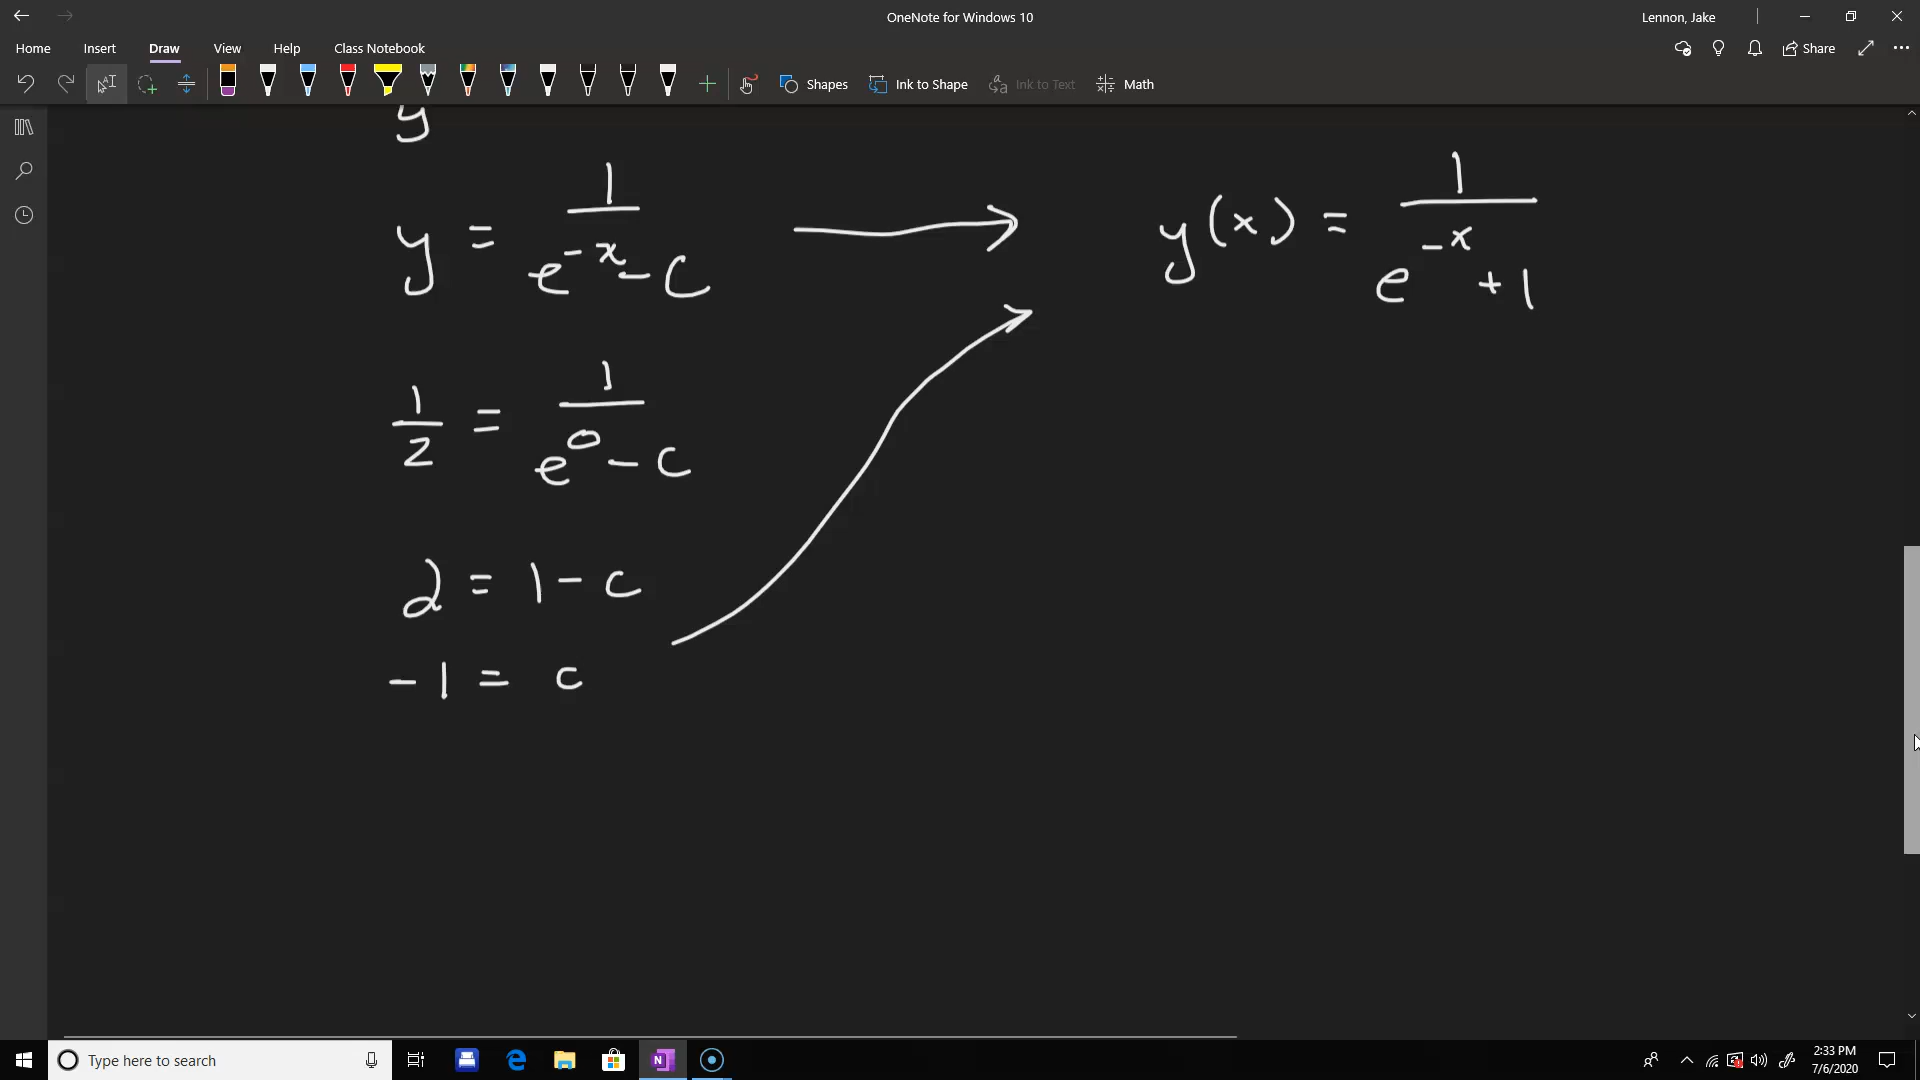 OneNote for Windows 10
Lennon, Jake
Home Insert Draw View Help Class Notebook
Share
Shapes Ink to Shape Ink to Text Math
y
y = 1/(e^(-x) - C)
y(x) = 1/(e^(-x) + 1)
1/2 = 1/(e^0 - C)
2 = 1 - C
-1 = C
Type here to search
2:33 PM
7/6/2020